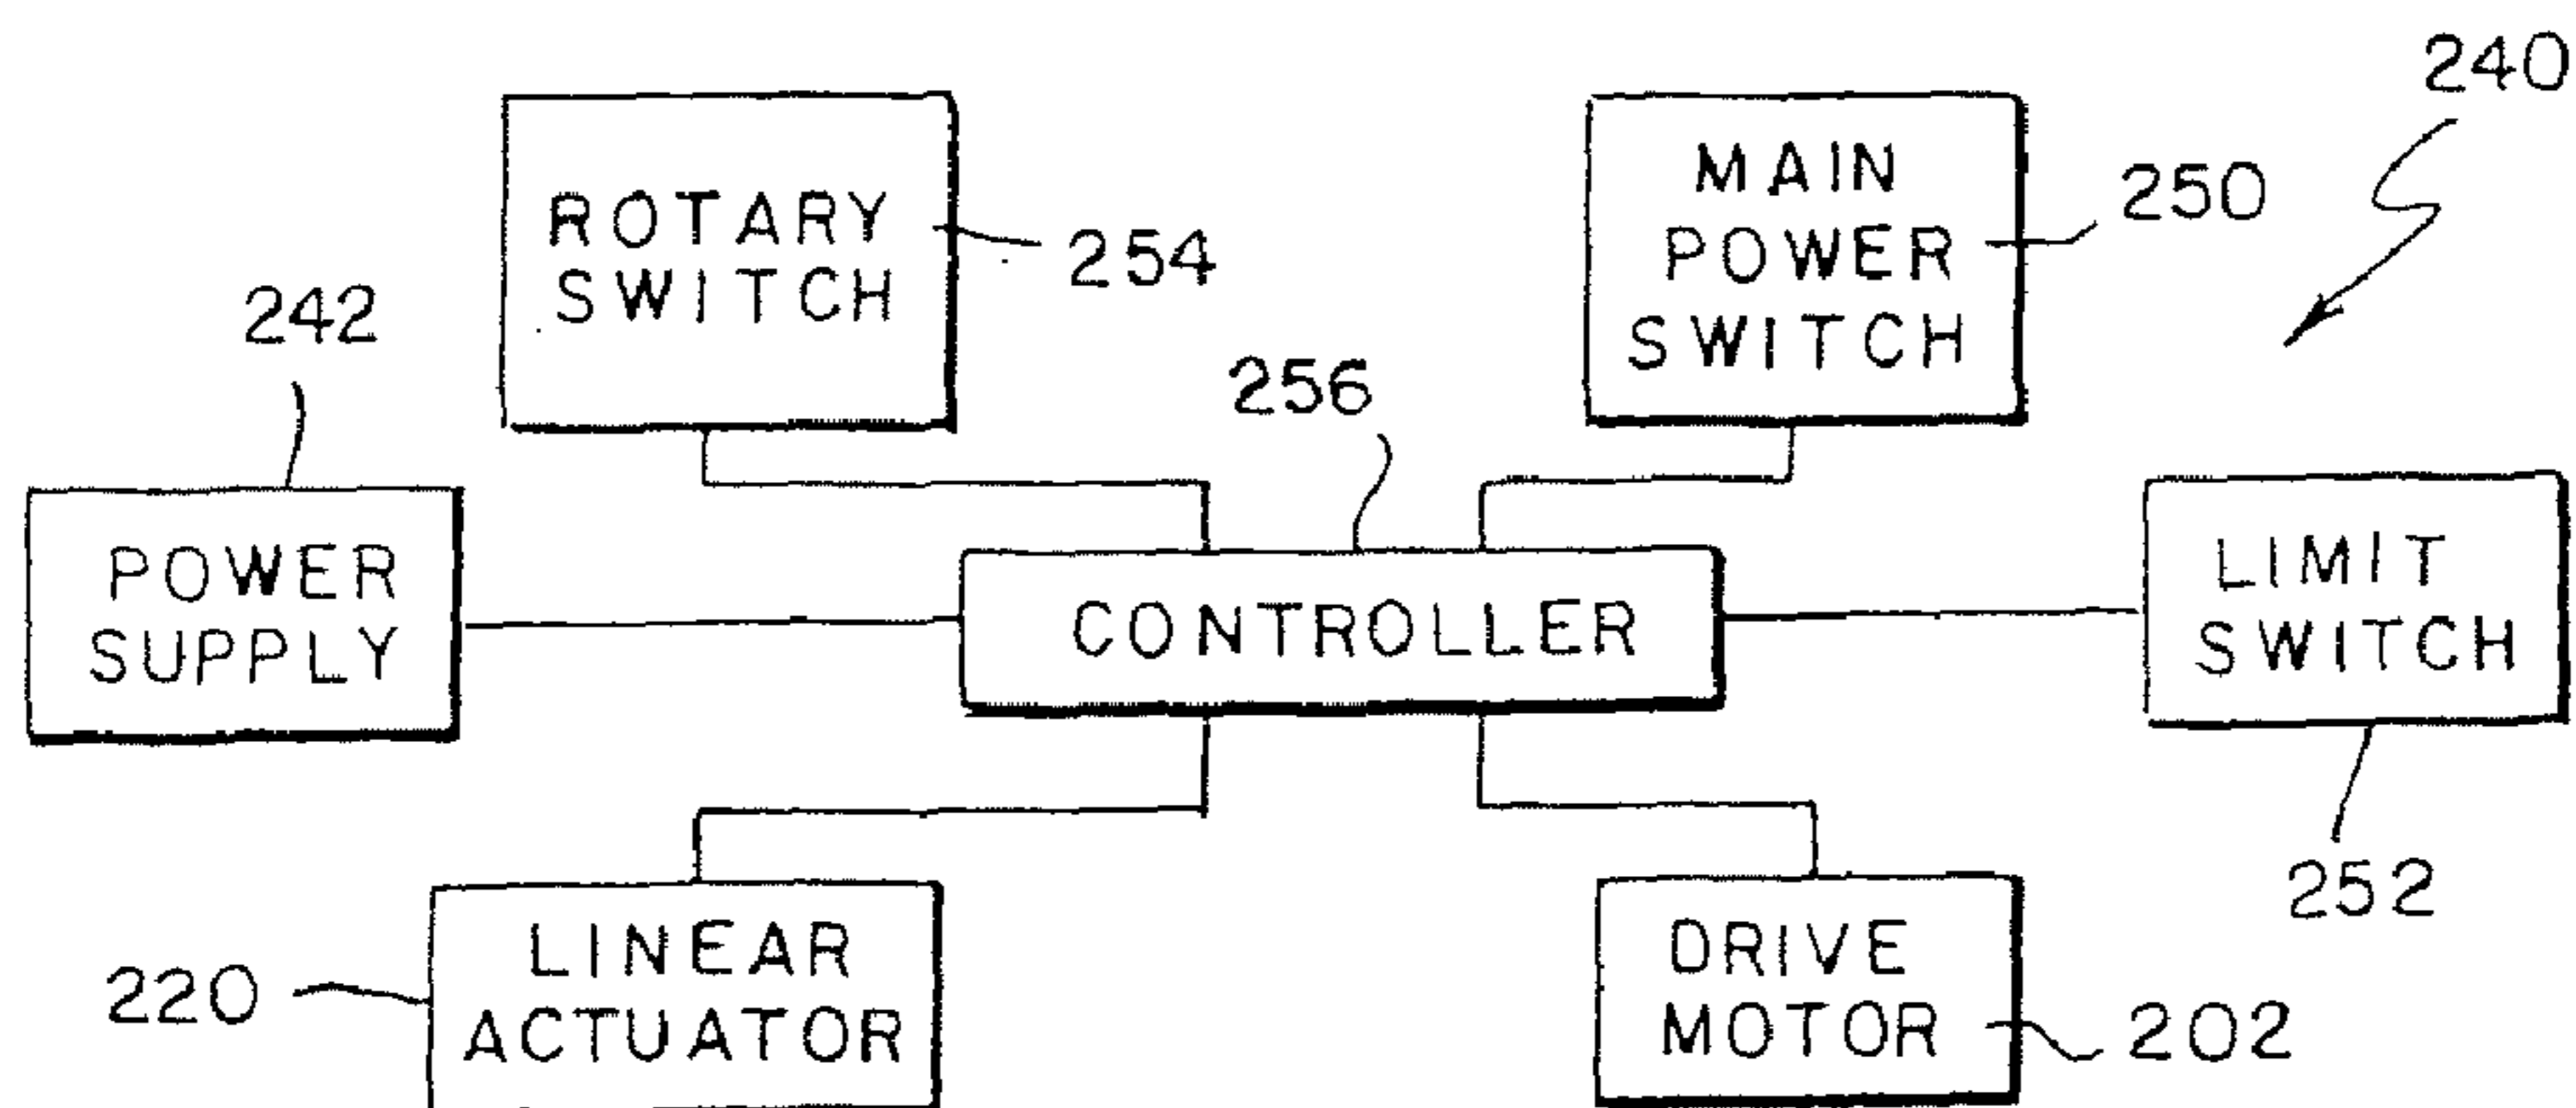 240
MAIN
POWER
SWITCH
250
ROTARY
SWITCH
254
242
256
POWER
SUPPLY
CONTROLLER
LIMIT
SWITCH
252
LINEAR
ACTUATOR
220
DRIVE
MOTOR
202